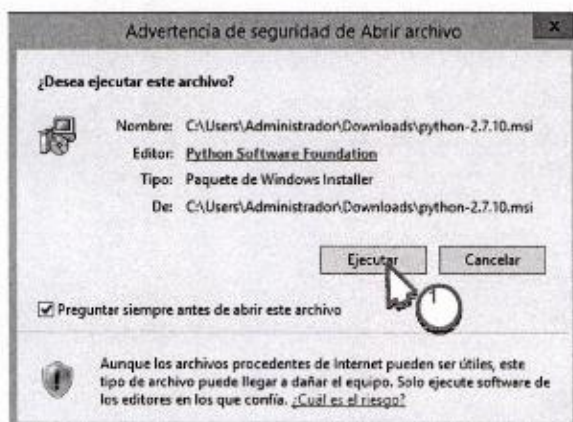 Advertencia de seguridad de Abrir archivo
x
¿Desea ejecutar este archivo?
Nombre: C:\Users\Administrador\Downloads\python-2.7.10.msi
Editor: Python Software Foundation
Tipo: Paquete de Windows Installer
De: C:\Users\Administrador\Downloads\python-2.7.10.msi
Ejecutar Cancelar
Preguntar siempre antes de abrir este archivo
Aunque los archivos procedentes de Internet pueden ser útiles, este
tipo de archivo puede llegar a dañar el equipo. Solo ejecute software de
los editores en los que confía. ¿Cuál es el riesgo?